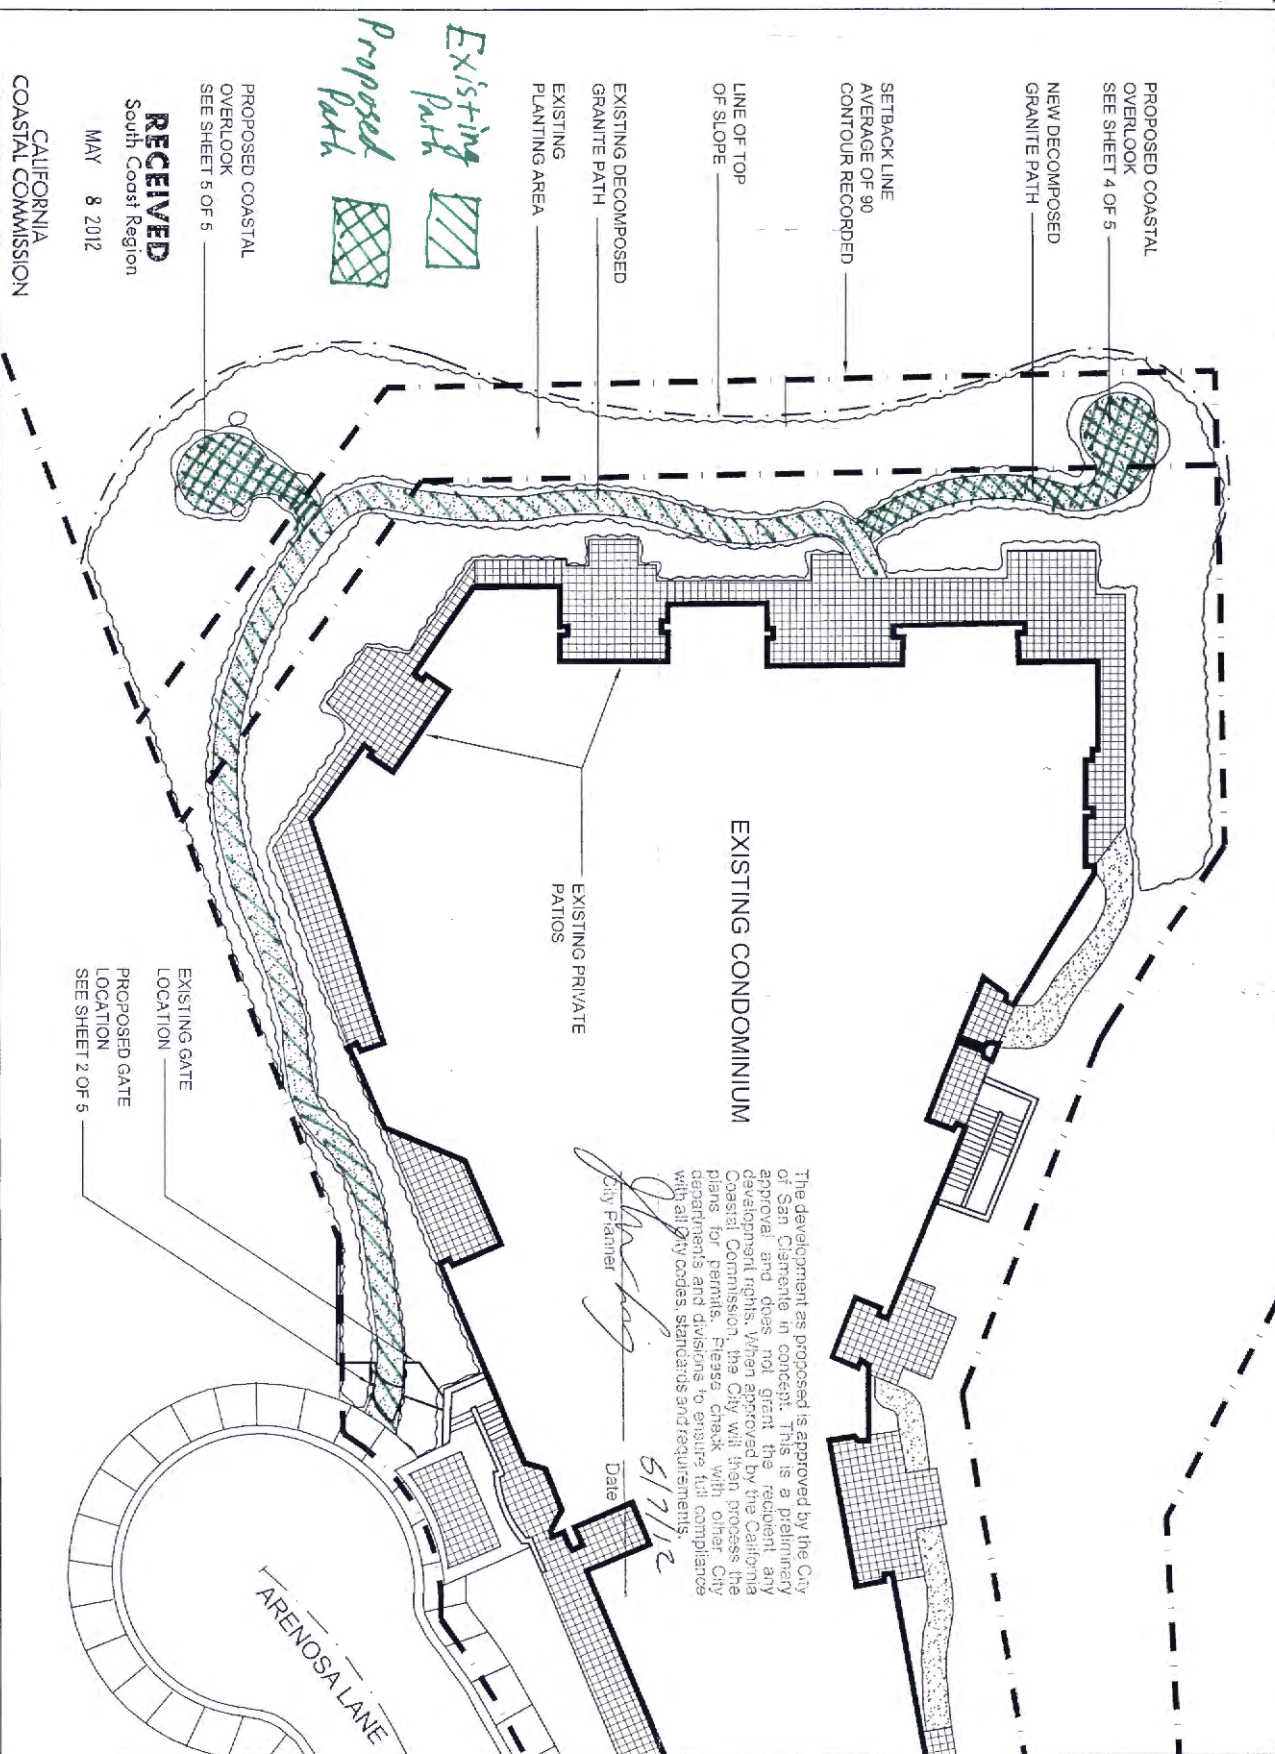 PROPOSED COASTAL
OVERLOOK
SEE SHEET 4 OF 5
NEW DECOMPOSED
GRANITE PATH
SETBACK LINE
AVERAGE OF 90
CONTOUR RECORDED
LINE OF TOP
OF SLOPE
EXISTING DECOMPOSED
GRANITE PATH
EXISTING
PLANTING AREA
Existing
Path
Proposed
Path
PROPOSED COASTAL
OVERLOOK
SEE SHEET 5 OF 5
RECEIVED
South Coast Region
MAY 8 2012
CALIFORNIA
COASTAL COMMISSION
EXISTING CONDOMINIUM
EXISTING PRIVATE
PATIOS
EXISTING GATE
LOCATION
PROPOSED GATE
LOCATION
SEE SHEET 2 OF 5
The development as proposed is approved by the City
of San Clemente in concept. This is a preliminary
approval and does not grant the recipient any
development rights. When approved by the California
Coastal Commission, the City will then process the
plans for permits. Please check with other City
departments and divisions to ensure full compliance
with all City codes, standards and requirements.
5/7/12
City Planner Date
ARENOSA LANE